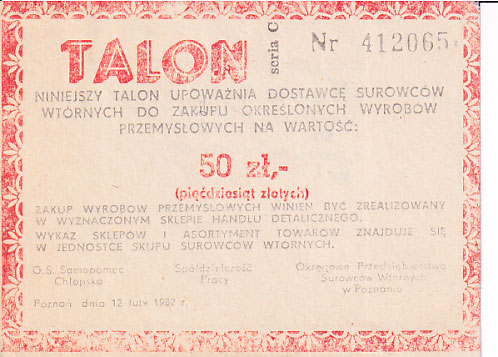 TALON
seria C
Nr 412065
NINIEJSZY TALON UPOWAŻNIA DOSTAWCĘ SUROWCÓW
WTÓRNYCH DO ZAKUPU OKREŚLONYCH WYROBÓW
PRZEMYSŁOWYCH NA WARTOŚĆ:
50 zł,-
(pięćdziesiąt złotych)
ZAKUP WYROBÓW PRZEMYSŁOWYCH WINIEN BYĆ ZREALIZOWANY
W WYZNACZONYM SKLEPIE HANDLU DETALICZNEGO.
WYKAZ SKLEPÓW I ASORTYMENT TOWARÓW ZNAJDUJE SIĘ
W JEDNOSTCE SKUPU SUROWCÓW WTÓRNYCH.
G.S. Samopomoc
Chłopska
Spółdzielczość
Pracy
Okręgowe Przedsiębiorstwo
Surowców Wtórnych
w Poznaniu
Poznań, dnia 12 luty 1982 r.